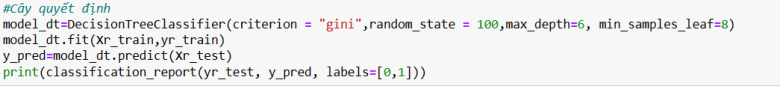 #Cây quyết định
model_dt=DecisionTreeClassifier(criterion = "gini",random_state = 100,max_depth=6, min_samples_leaf=8)
model_dt.fit(Xr_train,yr_train)
y_pred=model_dt.predict(Xr_test)
print(classification_report(yr_test, y_pred, labels=[0,1]))